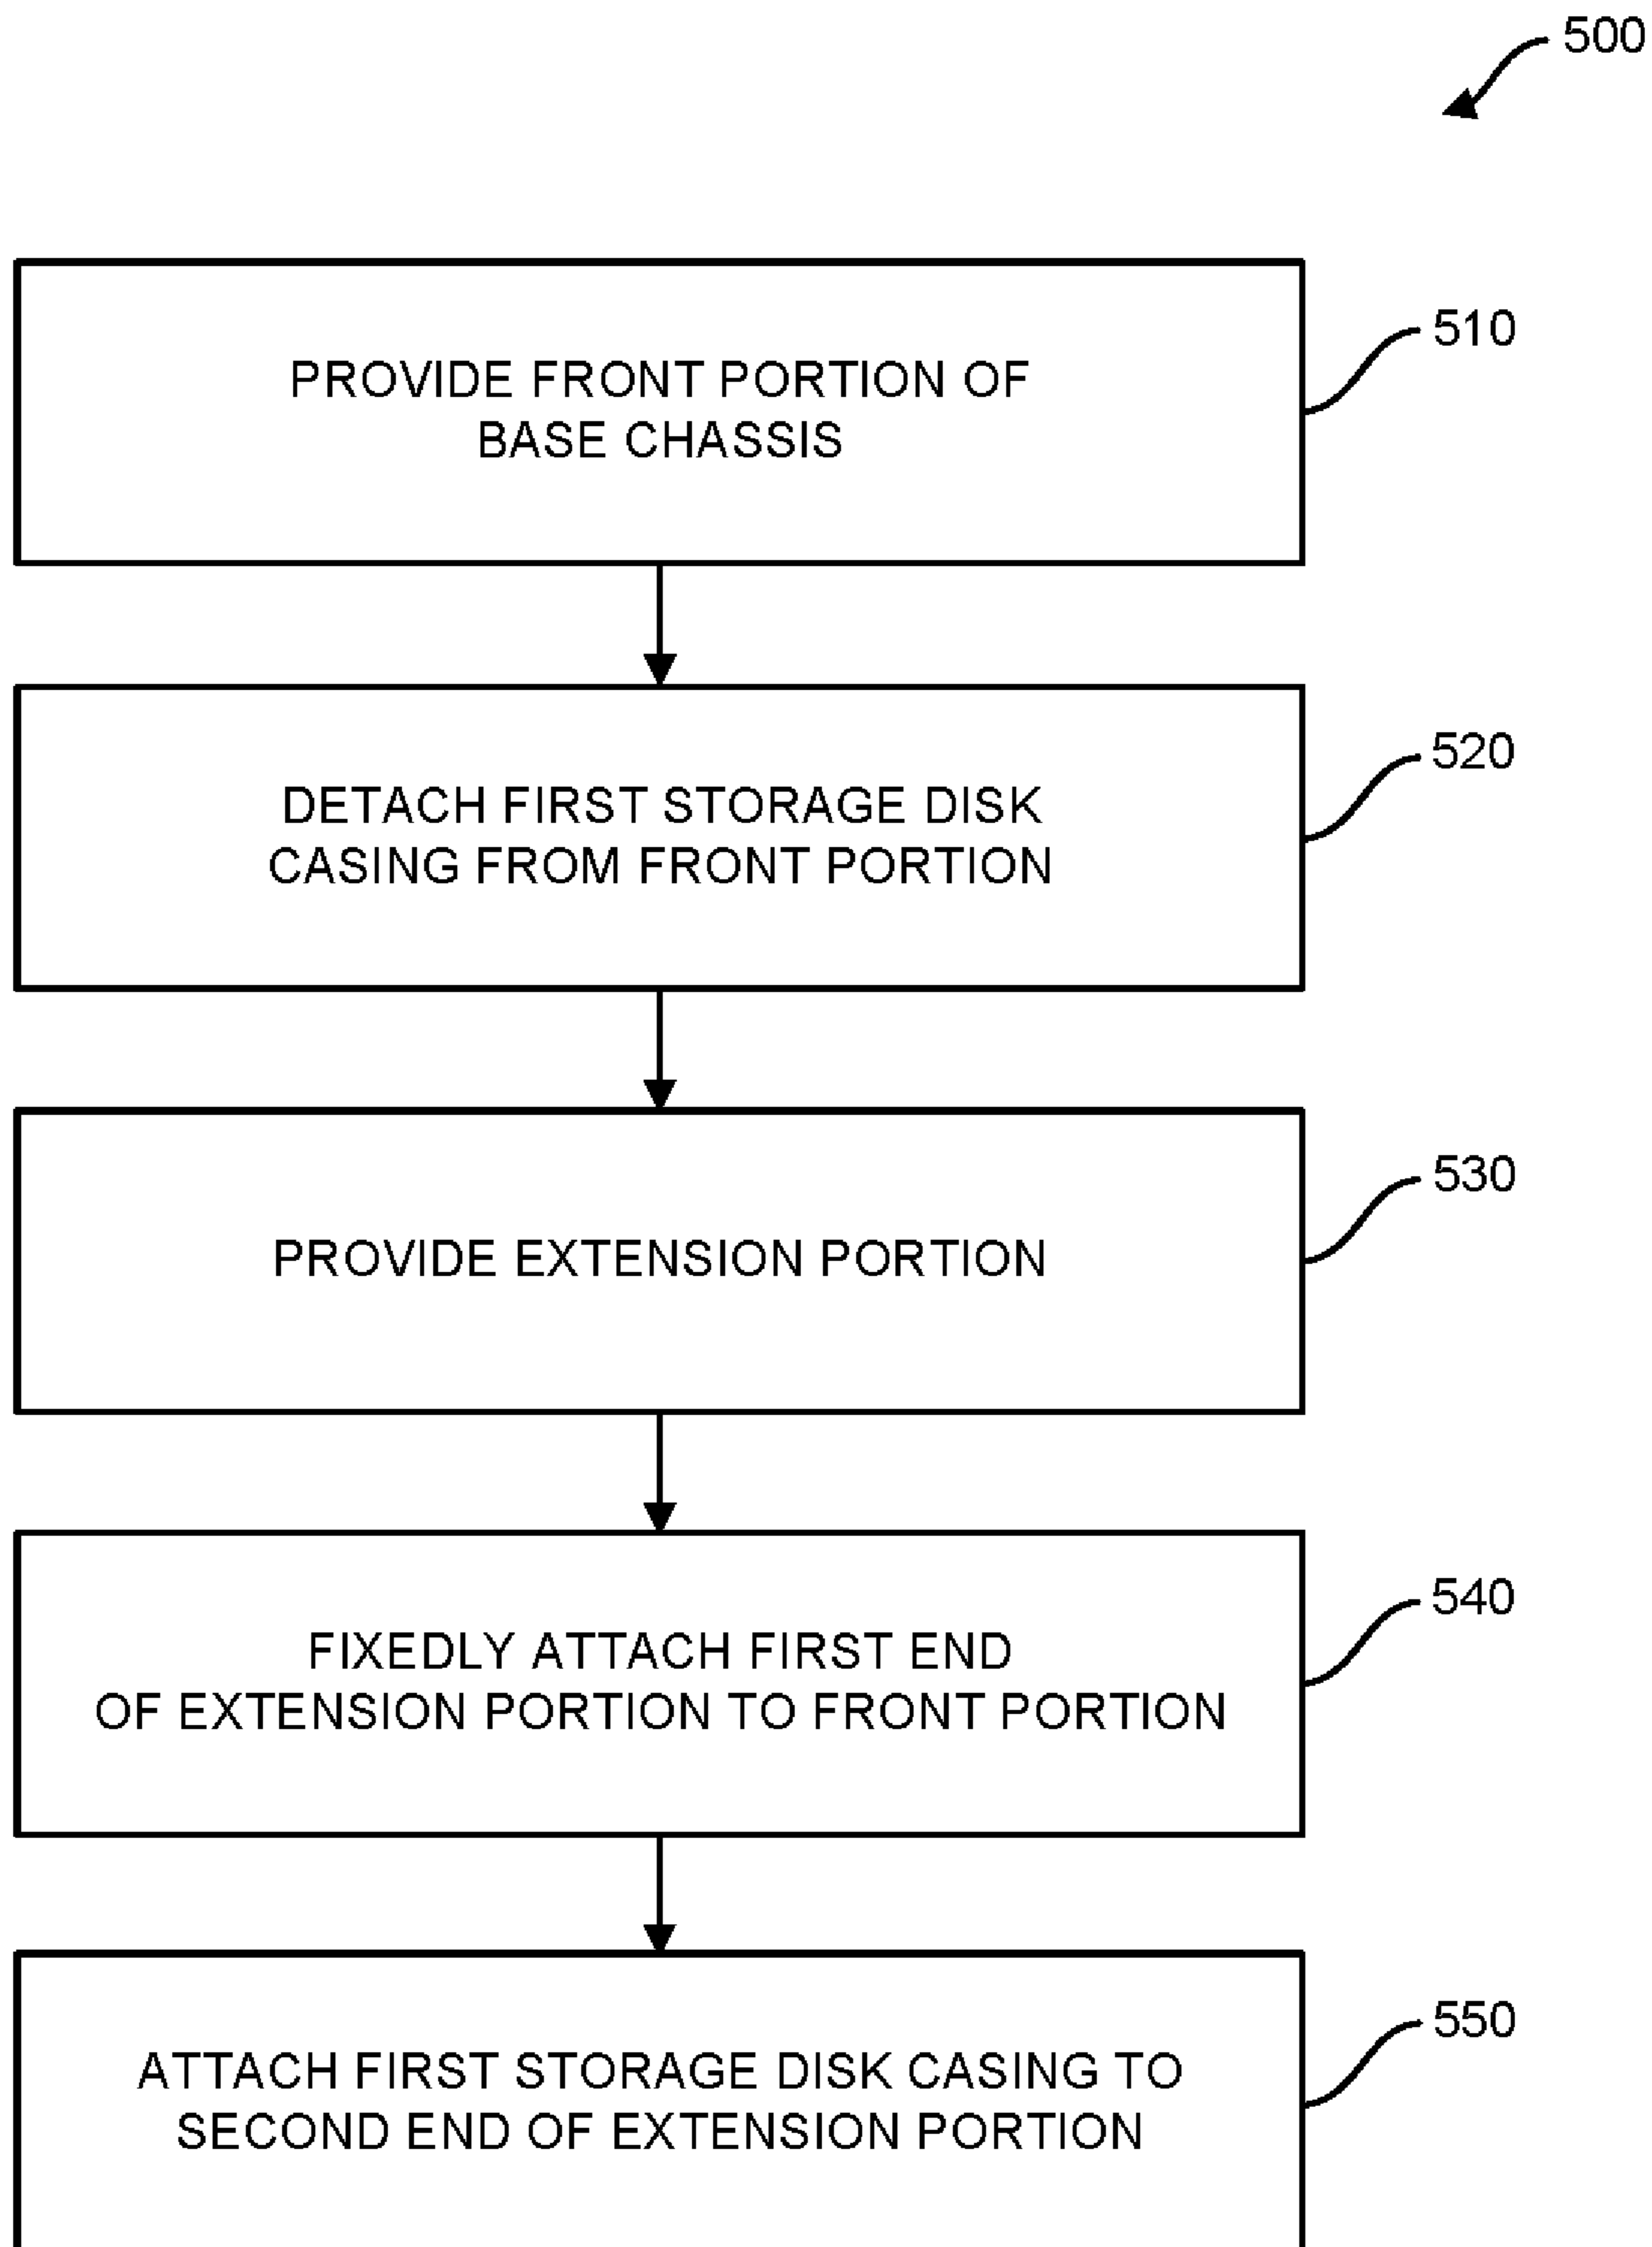 500
PROVIDE FRONT PORTION OF
BASE CHASSIS
510
DETACH FIRST STORAGE DISK
CASING FROM FRONT PORTION
520
PROVIDE EXTENSION PORTION
530
FIXEDLY ATTACH FIRST END
OF EXTENSION PORTION TO FRONT PORTION
540
ATTACH FIRST STORAGE DISK CASING TO
SECOND END OF EXTENSION PORTION
550